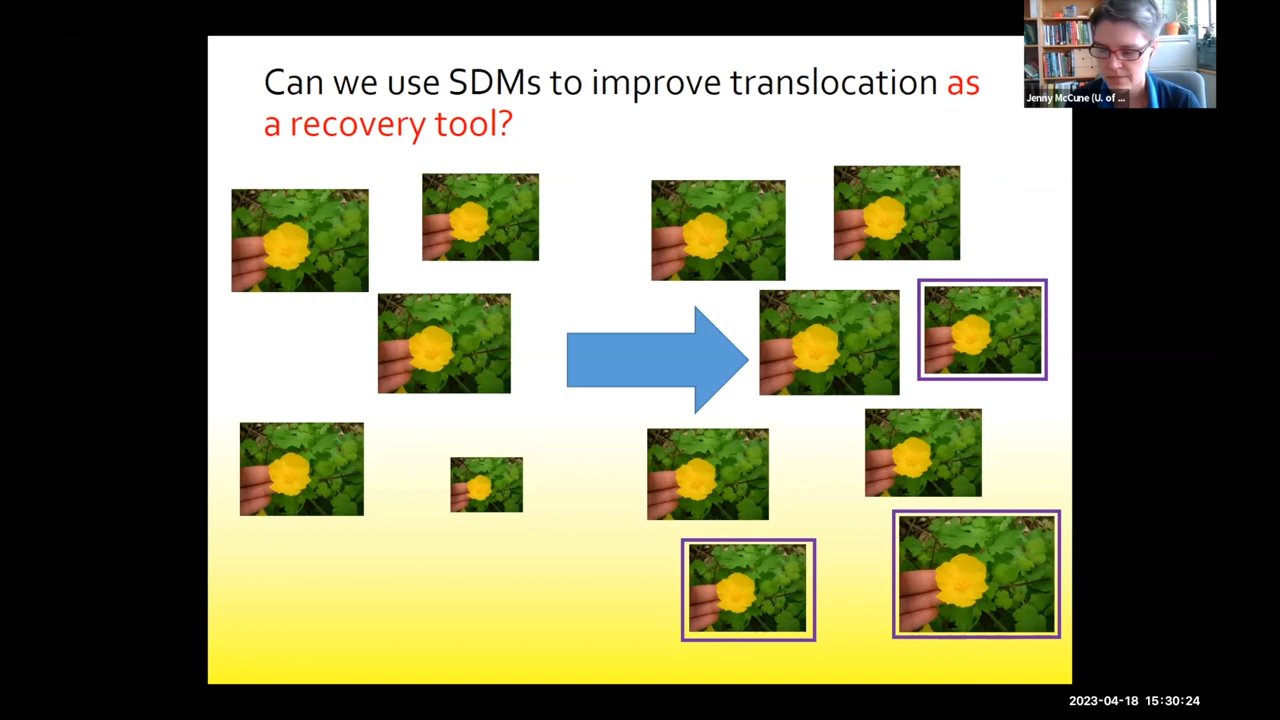 Can we use SDMs to improve translocation as
a recovery tool?
Jenny McCune (U. of ...
2023-04-18 15:30:24